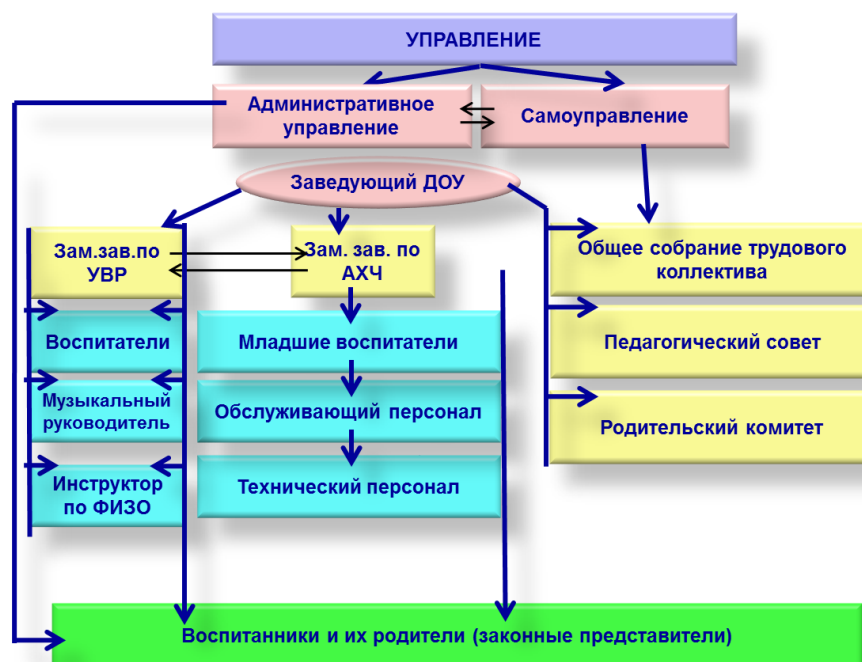 УПРАВЛЕНИЕ
Административное
управление
Самоуправление
Заведующий ДОУ
Зам.зав.по
УВР
Зам. зав. по
АХЧ
Общее собрание трудового
коллектива
Воспитатели
Младшие воспитатели
Педагогический совет
Музыкальный
руководитель
Обслуживающий персонал
Родительский комитет
Инструктор
по ФИЗО
Технический персонал
Воспитанники и их родители (законные представители)